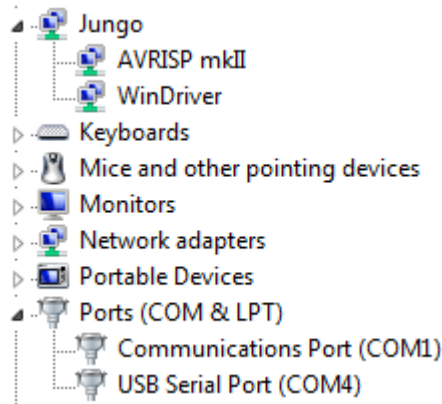 Jungo
AVRISP mkII
WinDriver
Keyboards
Mice and other pointing devices
Monitors
Network adapters
Portable Devices
Ports (COM & LPT)
Communications Port (COM1)
USB Serial Port (COM4)